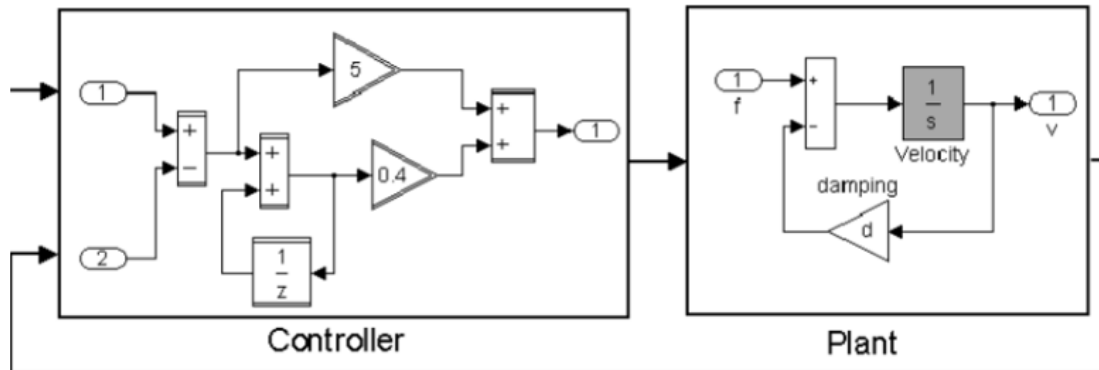 1
2
+
−
+
+
1
z
5
0.4
+
+
1
Controller
1
f
+
−
1
s
Velocity
1
v
damping
d
Plant